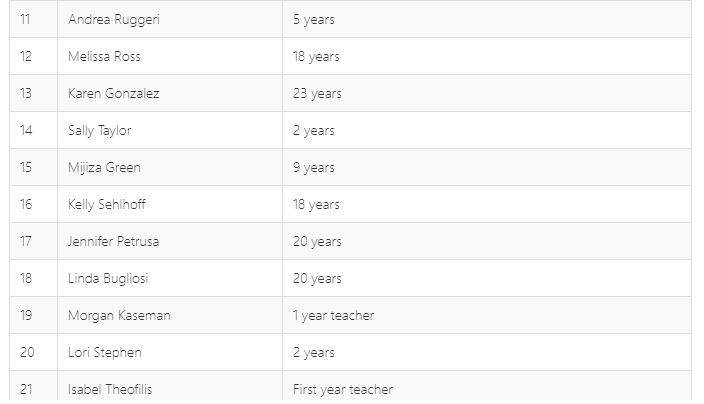 11 Andrea Ruggeri 5 years
12 Melissa Ross 18 years
13 Karen Gonzalez 23 years
14 Sally Taylor 2 years
15 Mijiza Green 9 years
16 Kelly Sehlhoff 18 years
17 Jennifer Petrusa 20 years
18 Linda Bugliosi 20 years
19 Morgan Kaseman 1 year teacher
20 Lori Stephen 2 years
21 Isabel Theofilis First year teacher